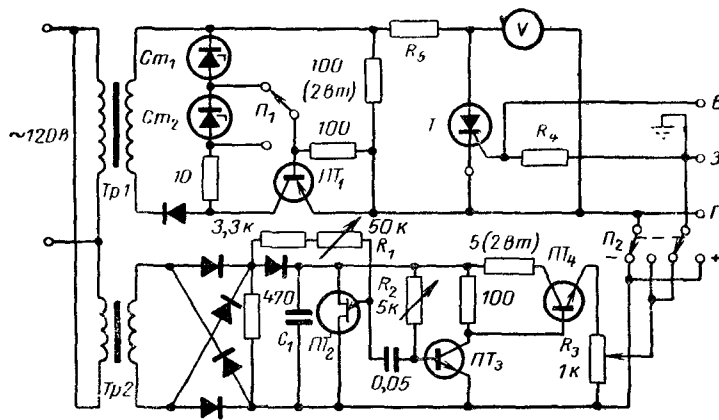 ~120В
Тр1
Ст1
Ст2
10
П1
100
(2Вт)
100
ПТ1
R5
V
Т
R4
В
З
Г
П2
−
+
3,3к
50к
R1
470
C1
ПТ2
R2
5к
0,05
100
ПТ3
5(2Вт)
ПТ4
R3
1к
Тр2